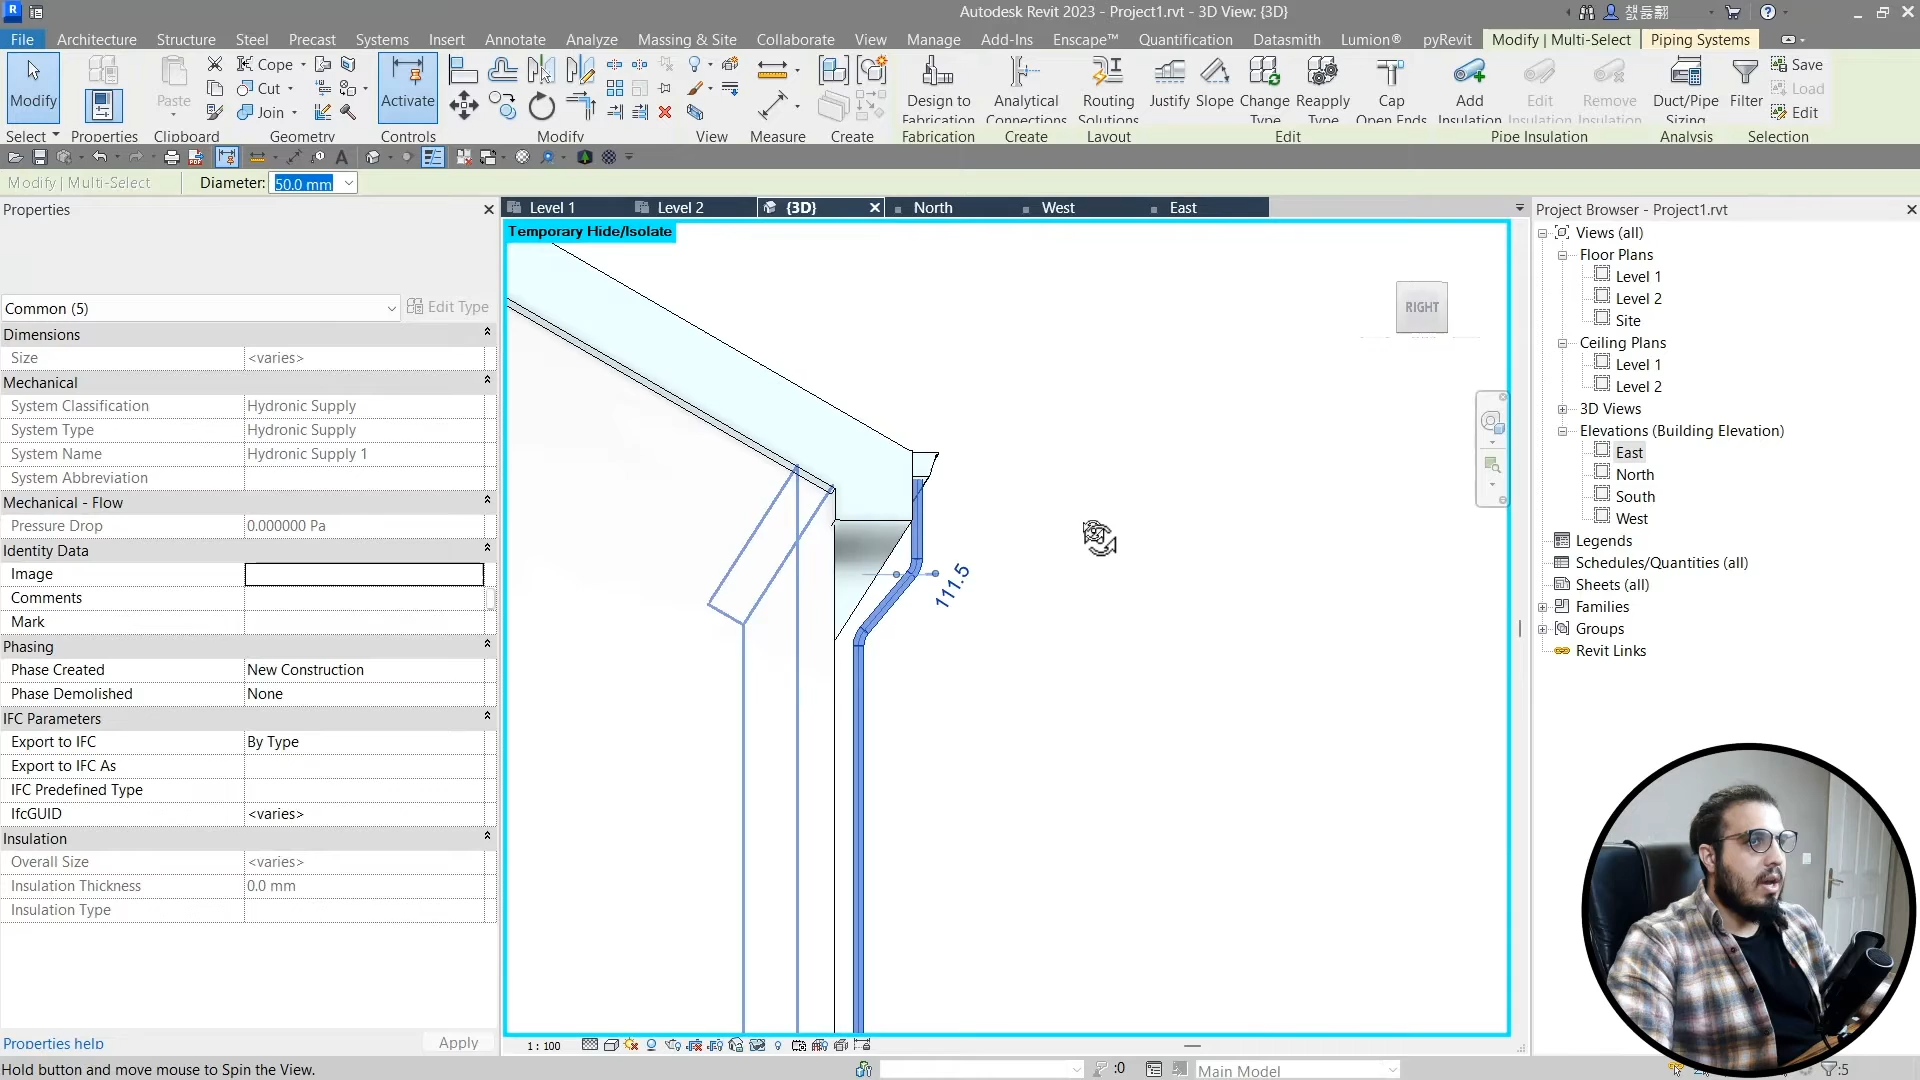 Autodesk Revit 2023 - Project1.rvt - 3D View: {3D}
File Architecture Structure Steel Precast Systems Insert Annotate Analyze Massing & Site Collaborate View Manage Add-Ins Enscape™ Quantification Datasmith Lumion® pyRevit Modify | Multi-Select Piping Systems
Modify Paste Cope Cut Join Activate Design to Fabrication Analytical Connections Routing Solutions Justify Slope Change Type Reapply Type Cap Open Ends Add Insulation Edit Insulation Remove Insulation Duct/Pipe Sizing Filter Save Load Edit
Select Properties Clipboard Geometry Controls Modify View Measure Create Fabrication Create Layout Edit Pipe Insulation Analysis Selection
Modify | Multi-Select Diameter: 50.0 mm
Properties
Common (5) Edit Type
Dimensions
Size <varies>
Mechanical
System Classification Hydronic Supply
System Type Hydronic Supply
System Name Hydronic Supply 1
System Abbreviation
Mechanical - Flow
Pressure Drop 0.000000 Pa
Identity Data
Image
Comments
Mark
Phasing
Phase Created New Construction
Phase Demolished None
IFC Parameters
Export to IFC By Type
Export to IFC As
IFC Predefined Type
IfcGUID <varies>
Insulation
Overall Size <varies>
Insulation Thickness 0.0 mm
Insulation Type
Properties help Apply
Level 1 Level 2 {3D} North West East
Temporary Hide/Isolate
RIGHT
111.5
1 : 100
Project Browser - Project1.rvt
Views (all)
Floor Plans
Level 1
Level 2
Site
Ceiling Plans
Level 1
Level 2
3D Views
Elevations (Building Elevation)
East
North
South
West
Legends
Schedules/Quantities (all)
Sheets (all)
Families
Groups
Revit Links
Hold button and move mouse to Spin the View. :0 Main Model :5